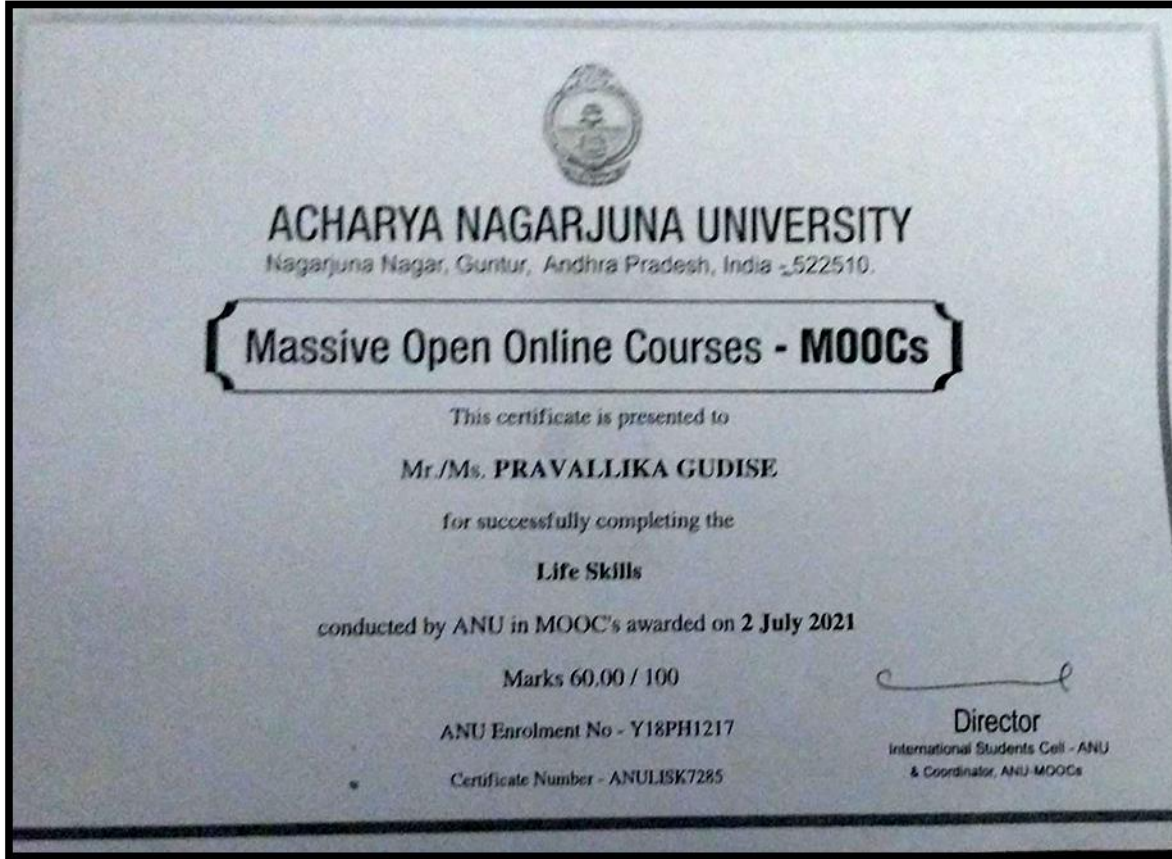 ACHARYA NAGARJUNA UNIVERSITY
Nagarjuna Nagar, Guntur, Andhra Pradesh, India - 522510.
Massive Open Online Courses - MOOCs
This certificate is presented to
Mr./Ms. PRAVALLIKA GUDISE
for successfully completing the
Life Skills
conducted by ANU in MOOC's awarded on 2 July 2021
Marks 60.00 / 100
ANU Enrolment No - Y18PH1217
Certificate Number - ANULISK7285
Director
International Students Cell - ANU
& Coordinator, ANU-MOOCs